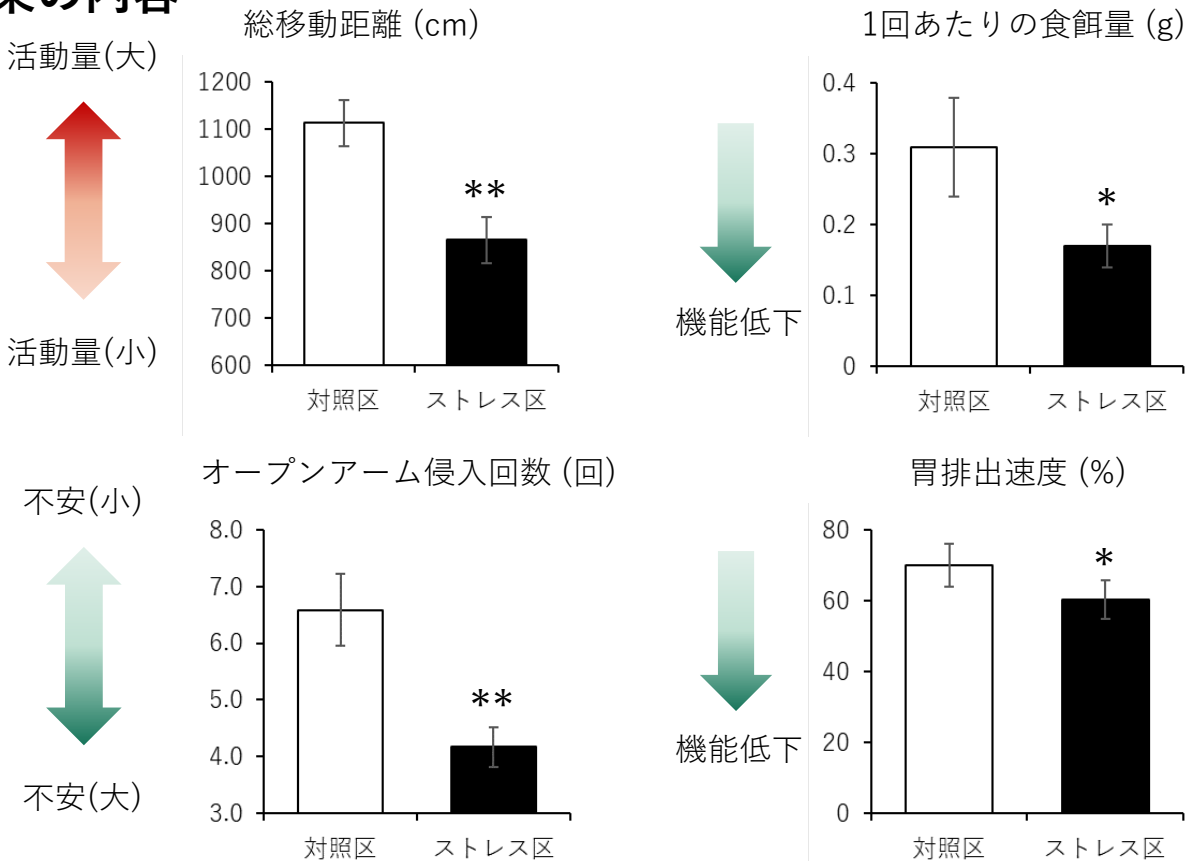 業の内容
総移動距離 (cm)
活動量(大)
活動量(小)
1200
1100
1000
900
800
700
600
**
対照区
ストレス区
1回あたりの食餌量 (g)
機能低下
0.4
0.3
0.2
0.1
0
*
対照区
ストレス区
オープンアーム侵入回数 (回)
不安(小)
不安(大)
8.0
7.0
6.0
5.0
4.0
3.0
**
対照区
ストレス区
胃排出速度 (%)
機能低下
80
60
40
20
0
*
対照区
ストレス区